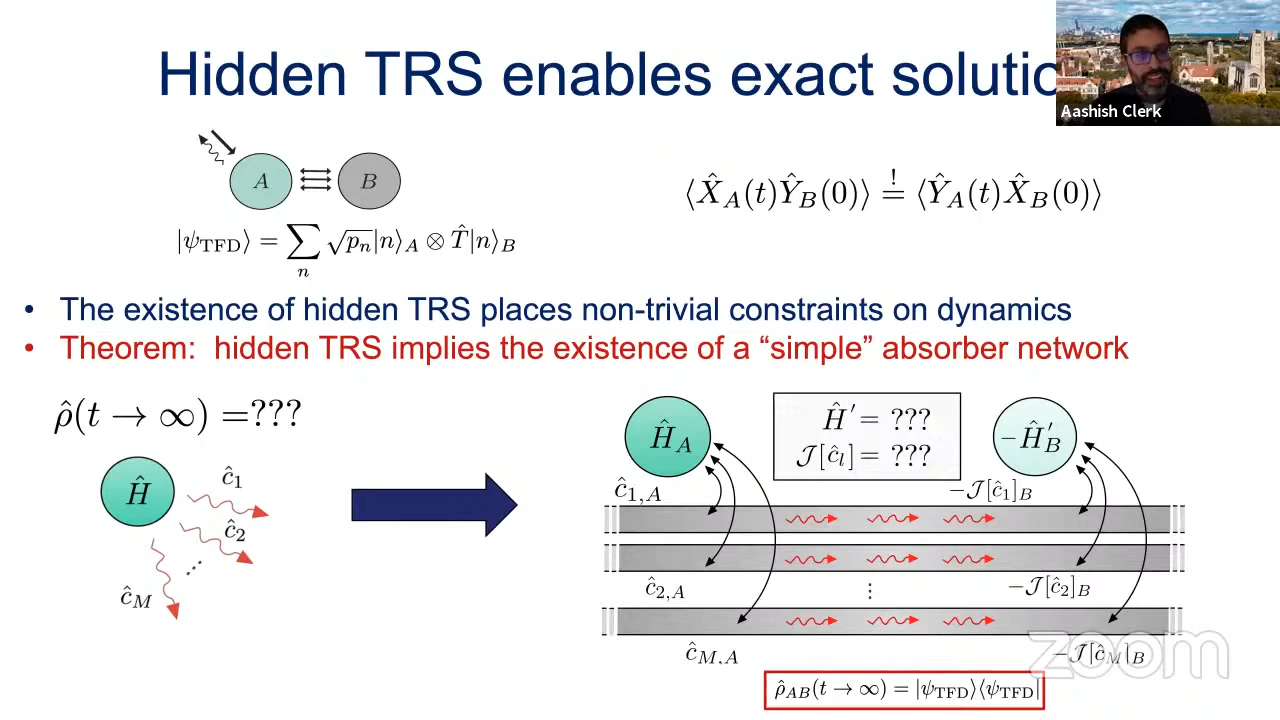 Hidden TRS enables exact solutio
Aashish Clerk
A
B
|ψ_TFD⟩ = ∑_n √p_n |n⟩_A ⊗ T̂|n⟩_B
⟨X̂_A(t)Ŷ_B(0)⟩ =^! ⟨Ŷ_A(t)X̂_B(0)⟩
• The existence of hidden TRS places non-trivial constraints on dynamics
• Theorem: hidden TRS implies the existence of a “simple” absorber network
ρ̂(t → ∞) =???
Ĥ
ĉ_1
ĉ_2
⋯
ĉ_M
Ĥ_A
Ĥ′ = ???
𝒥[ĉ_l] = ???
−Ĥ′_B
ĉ_{1,A}
−𝒥[ĉ_1]_B
ĉ_{2,A}
⋮
−𝒥[ĉ_2]_B
ĉ_{M,A}
−𝒥[ĉ_M]_B
zoom
ρ̂_AB(t → ∞) = |ψ_TFD⟩⟨ψ_TFD|